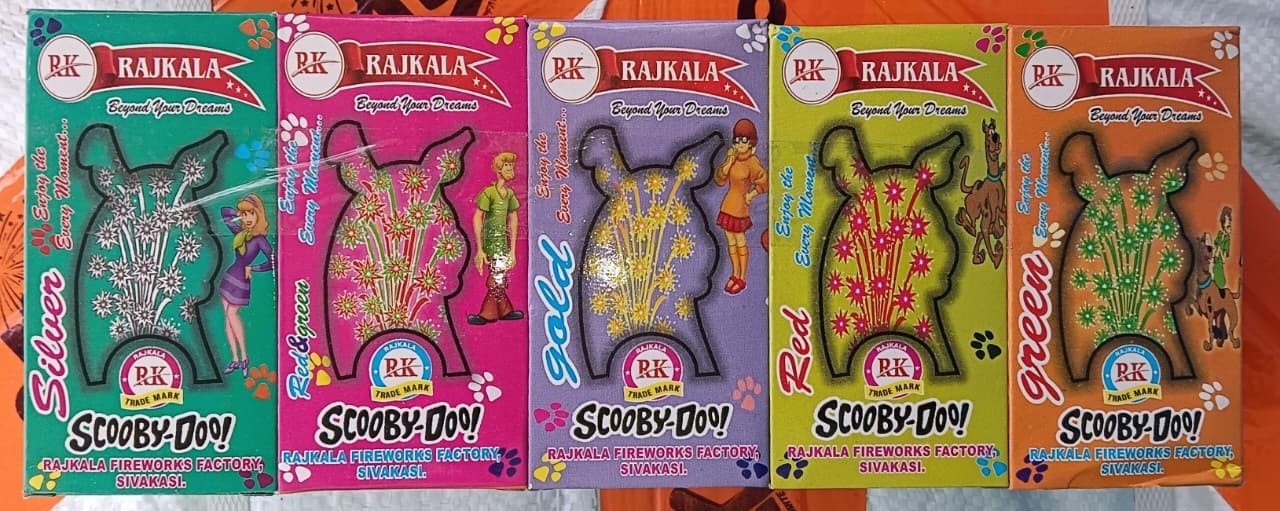 RK RAJKALA
Beyond Your Dreams
Enjoy the
Every Moment...
Silver
RAJKALA
RK
TRADE MARK
SCOOBY-DOO!
RAJKALA FIREWORKS FACTORY,
SIVAKASI.
RK RAJKALA
Beyond Your Dreams
Enjoy the
Every Moment...
Red&green
RAJKALA
RK
TRADE MARK
SCOOBY-DOO!
RAJKALA FIREWORKS FACTORY,
SIVAKASI.
RK RAJKALA
Beyond Your Dreams
Enjoy the
Every Moment...
gold
RAJKALA
RK
TRADE MARK
SCOOBY-DOO!
RAJKALA FIREWORKS FACTORY,
SIVAKASI.
RK RAJKALA
Beyond Your Dreams
Enjoy the
Every Moment...
Red
RAJKALA
RK
TRADE MARK
SCOOBY-DOO!
RAJKALA FIREWORKS FACTORY,
SIVAKASI.
RK RAJKALA
Beyond Your Dreams
Enjoy the
Every Moment...
green
RAJKALA
RK
TRADE MARK
SCOOBY-DOO!
RAJKALA FIREWORKS FACTORY,
SIVAKASI.